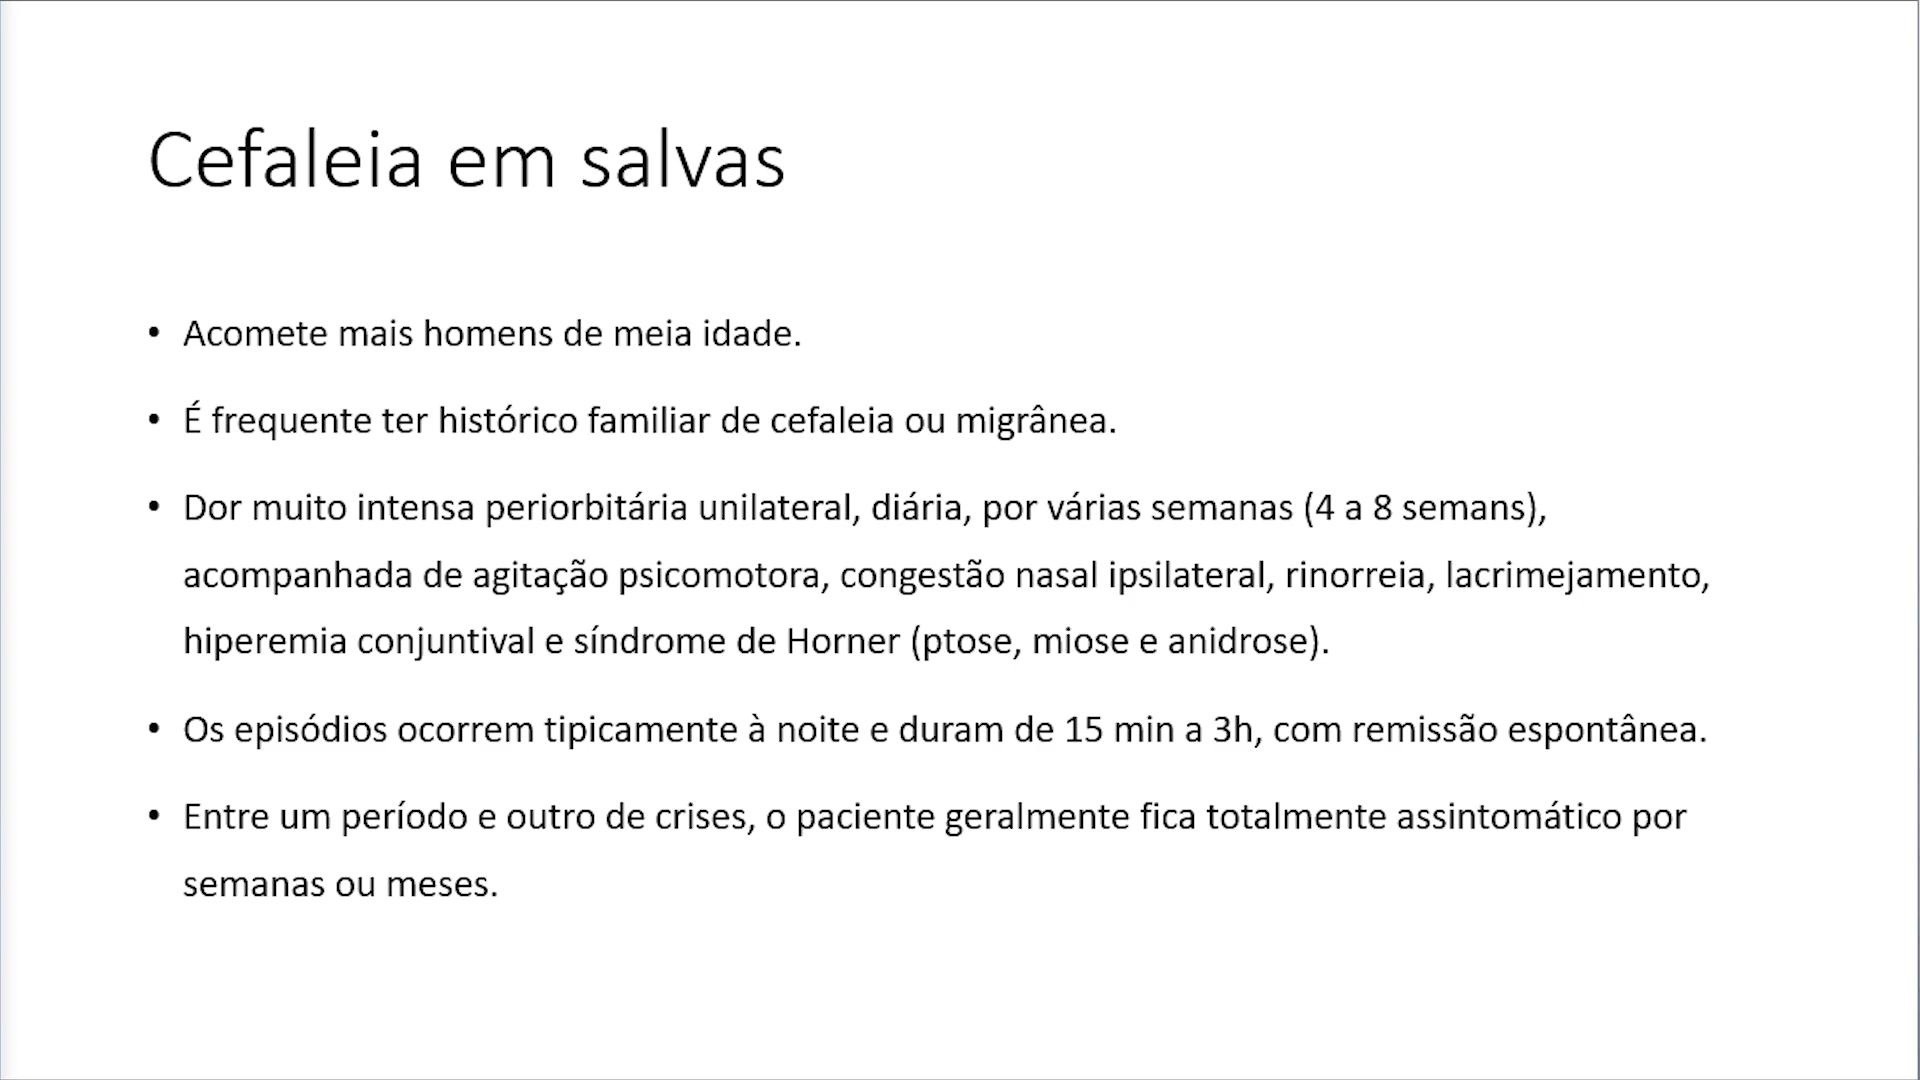 Cefaleia em salvas
• Acomete mais homens de meia idade.
• É frequente ter histórico familiar de cefaleia ou migrânea.
• Dor muito intensa periorbitária unilateral, diária, por várias semanas (4 a 8 semans),
acompanhada de agitação psicomotora, congestão nasal ipsilateral, rinorreia, lacrimejamento,
hiperemia conjuntival e síndrome de Horner (ptose, miose e anidrose).
• Os episódios ocorrem tipicamente à noite e duram de 15 min a 3h, com remissão espontânea.
• Entre um período e outro de crises, o paciente geralmente fica totalmente assintomático por
semanas ou meses.